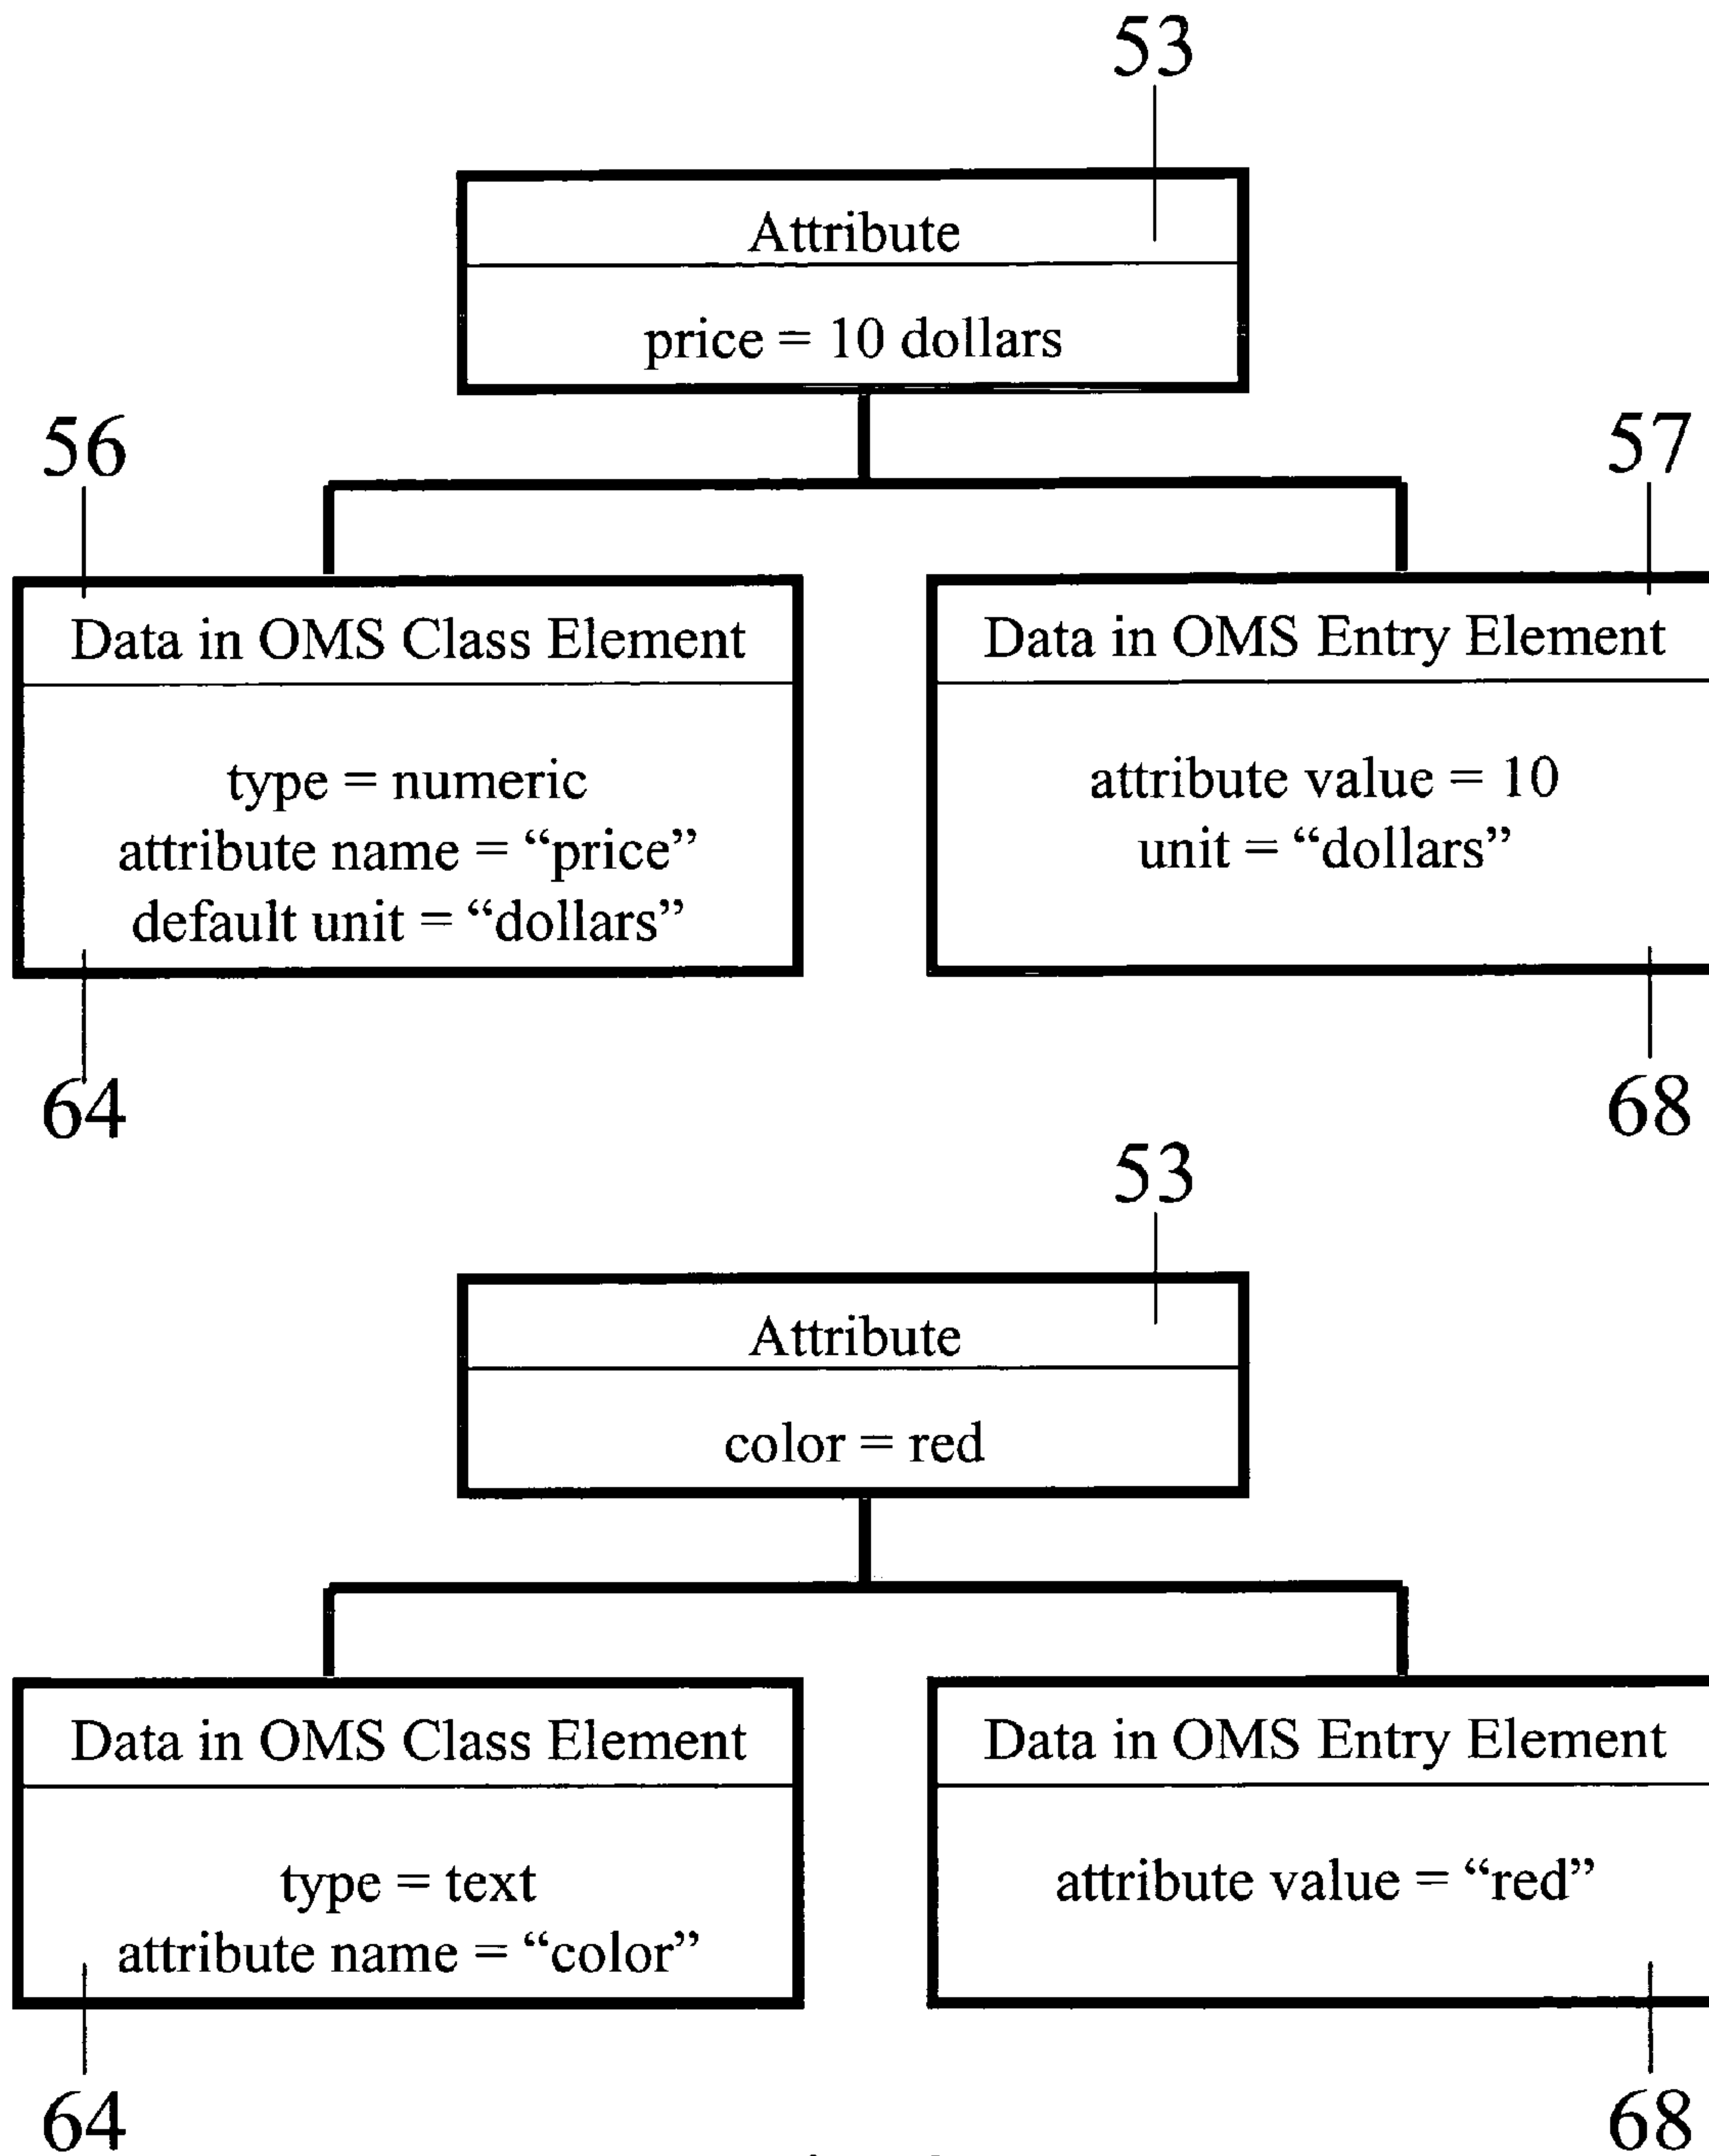 53
Attribute
price = 10 dollars
56
57
Data in OMS Class Element
type = numeric
attribute name = “price”
default unit = “dollars”
Data in OMS Entry Element
attribute value = 10
unit = “dollars”
64
68
53
Attribute
color = red
Data in OMS Class Element
type = text
attribute name = “color”
Data in OMS Entry Element
attribute value = “red”
64
68